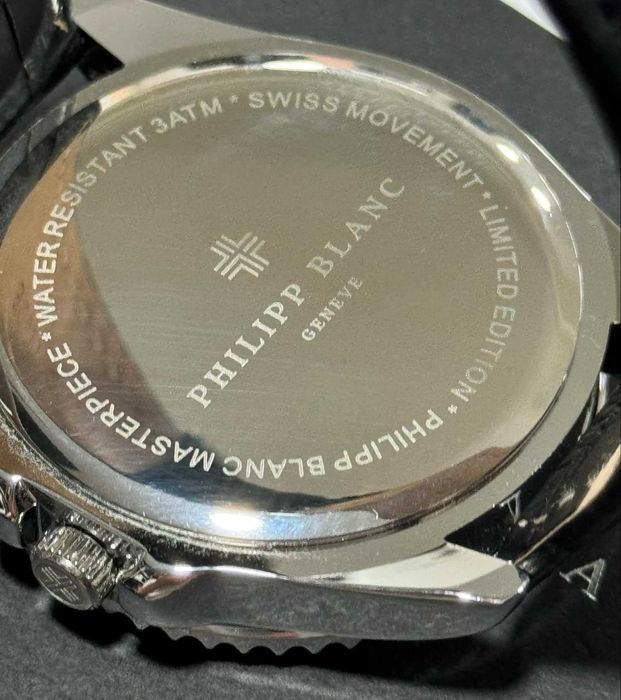 PHILIPP BLANC
GENEVE
* WATER RESISTANT 3ATM * SWISS MOVEMENT * LIMITED EDITION * PHILIPP BLANC MASTERPIECE
A